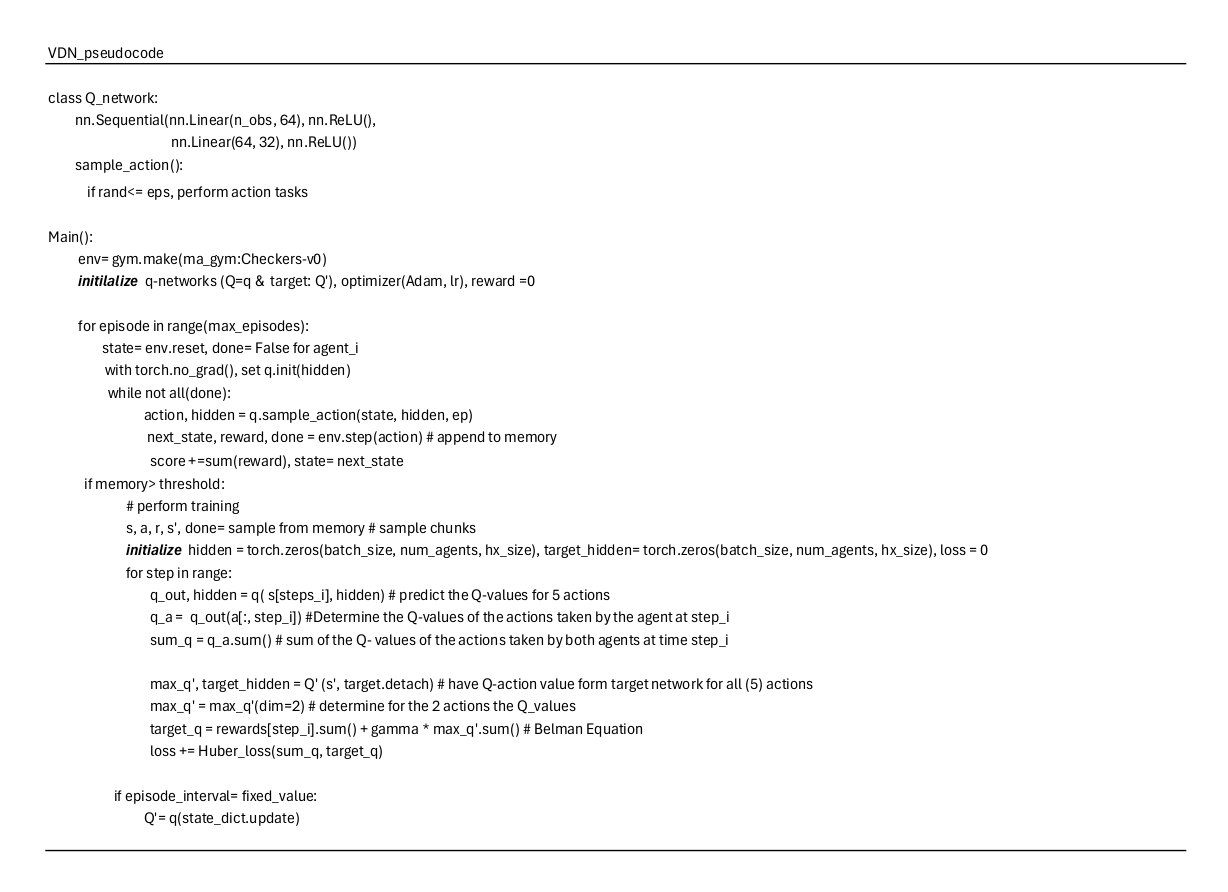 VDN_pseudocode
class Q_network:
nn.Sequential(nn.Linear(n_obs, 64), nn.ReLU(),
nn.Linear(64, 32), nn.ReLU())
sample_action():
if rand<= eps, perform action tasks
Main():
env= gym.make(ma_gym:Checkers-v0)
initilalize q-networks (Q=q & target: Q'), optimizer(Adam, lr), reward =0
for episode in range(max_episodes):
state= env.reset, done= False for agent_i
with torch.no_grad(), set q.init(hidden)
while not all(done):
action, hidden = q.sample_action(state, hidden, ep)
next_state, reward, done = env.step(action) # append to memory
score +=sum(reward), state= next_state
if memory> threshold:
# perform training
s, a, r, s', done= sample from memory # sample chunks
initialize hidden = torch.zeros(batch_size, num_agents, hx_size), target_hidden= torch.zeros(batch_size, num_agents, hx_size), loss = 0
for step in range:
q_out, hidden = q( s[steps_i], hidden) # predict the Q-values for 5 actions
q_a = q_out(a[:, step_i]) #Determine the Q-values of the actions taken by the agent at step_i
sum_q = q_a.sum() # sum of the Q- values of the actions taken by both agents at time step_i
max_q', target_hidden = Q' (s', target.detach) # have Q-action value form target network for all (5) actions
max_q' = max_q'(dim=2) # determine for the 2 actions the Q_values
target_q = rewards[step_i].sum() + gamma * max_q'.sum() # Belman Equation
loss += Huber_loss(sum_q, target_q)
if episode_interval= fixed_value:
Q'= q(state_dict.update)